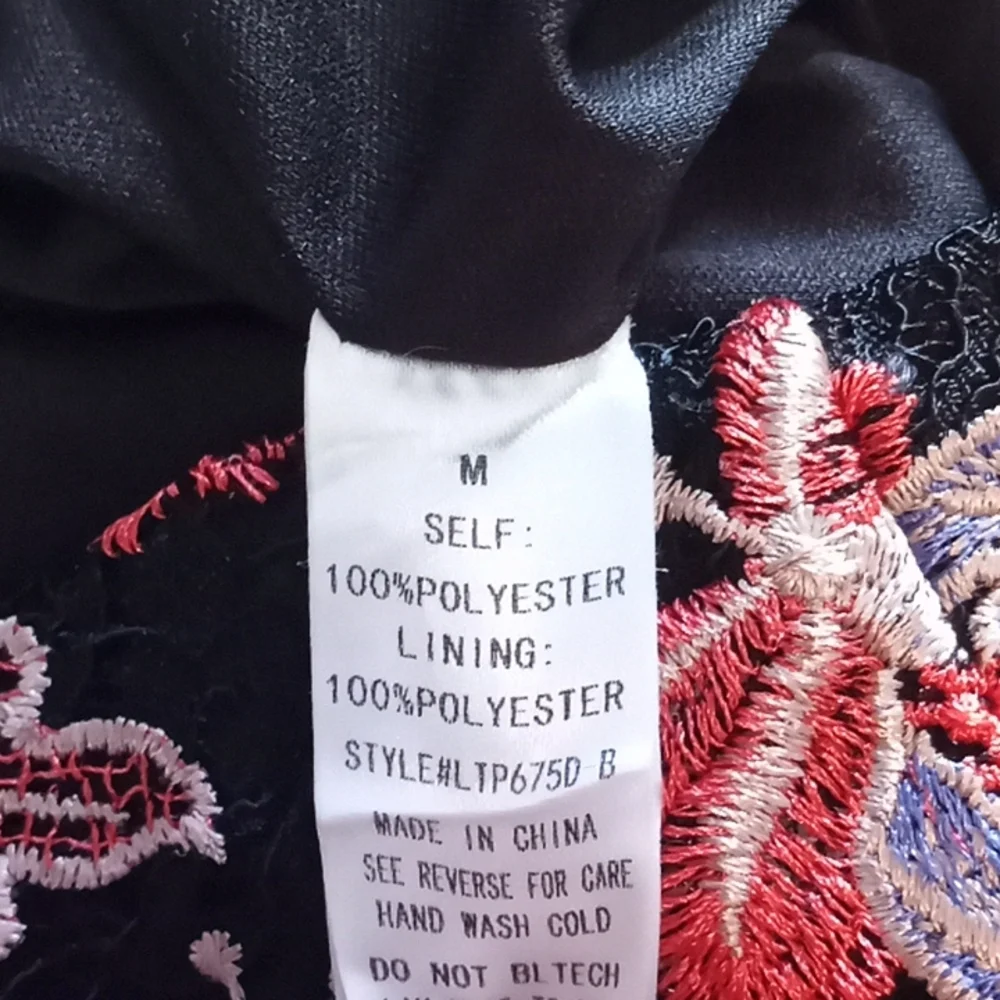 M
SELF:
100%POLYESTER
LINING:
100%POLYESTER
STYLE#LTP675D-B
MADE IN CHINA
SEE REVERSE FOR CARE
HAND WASH COLD
DO NOT BLTECH